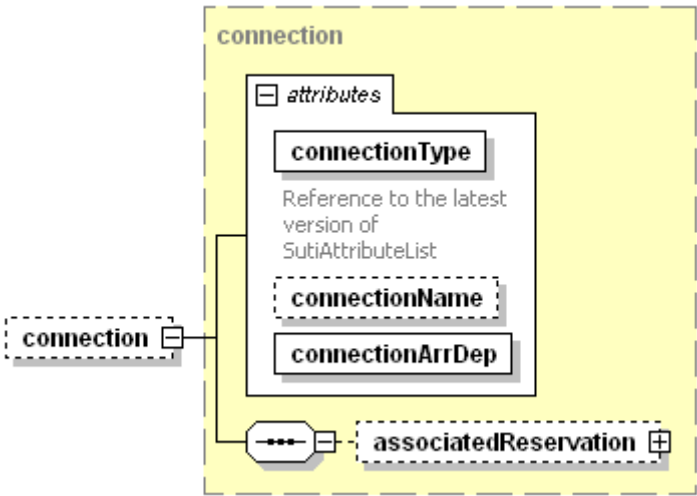 connection
attributes
connectionType
Reference to the latest
version of
SutiAttributeList
connectionName
connection
connectionArrDep
associatedReservation